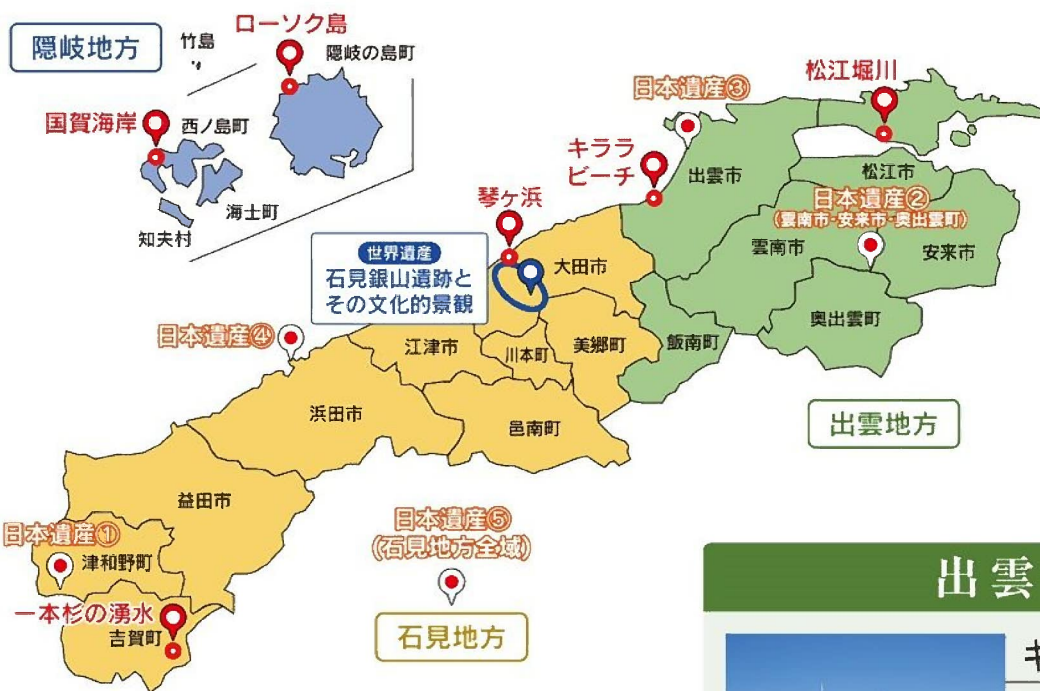 隠岐地方
竹島
ローソク島
隠岐の島町
国賀海岸
西ノ島町
海士町
知夫村
日本遺産③
松江堀川
キララ
ビーチ
出雲市
松江市
日本遺産②
(雲南市・安来市・奥出雲町)
雲南市
安来市
琴ヶ浜
世界遺産
石見銀山遺跡と
その文化的景観
大田市
奥出雲町
飯南町
日本遺産④
江津市
川本町
美郷町
浜田市
邑南町
出雲地方
益田市
日本遺産①
津和野町
日本遺産⑤
(石見地方全域)
一本杉の湧水
吉賀町
石見地方
出雲
キ